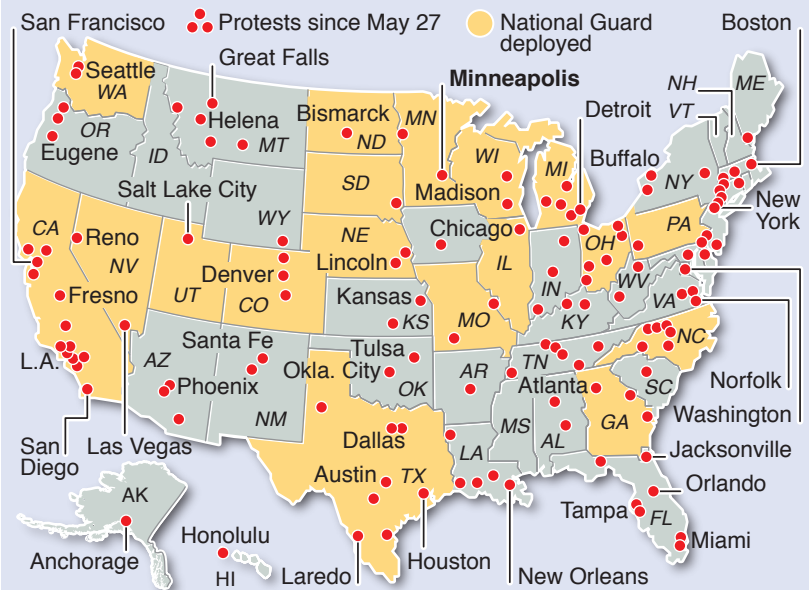 San Francisco
Protests since May 27
National Guard
deployed
Boston
Great Falls
Minneapolis
Seattle
WA
NH
ME
VT
Detroit
Bismarck
MN
Helena
OR
ND
MT
Eugene
ID
WI
MI
Buffalo
NY
Salt Lake City
SD
Madison
WY
New
York
CA
Reno
NE
Chicago
PA
NV
Lincoln
IL
OH
Denver
UT
CO
IN
WV
Fresno
Kansas
VA
KS
MO
KY
Santa Fe
Tulsa
NC
L.A.
AZ
Okla. City
TN
Phoenix
OK
AR
Atlanta
SC
Norfolk
NM
MS
AL
GA
Washington
San
Diego
Las Vegas
Dallas
LA
Jacksonville
Austin
TX
AK
Orlando
Tampa
FL
Honolulu
Miami
Anchorage
HI
Laredo
Houston
New Orleans